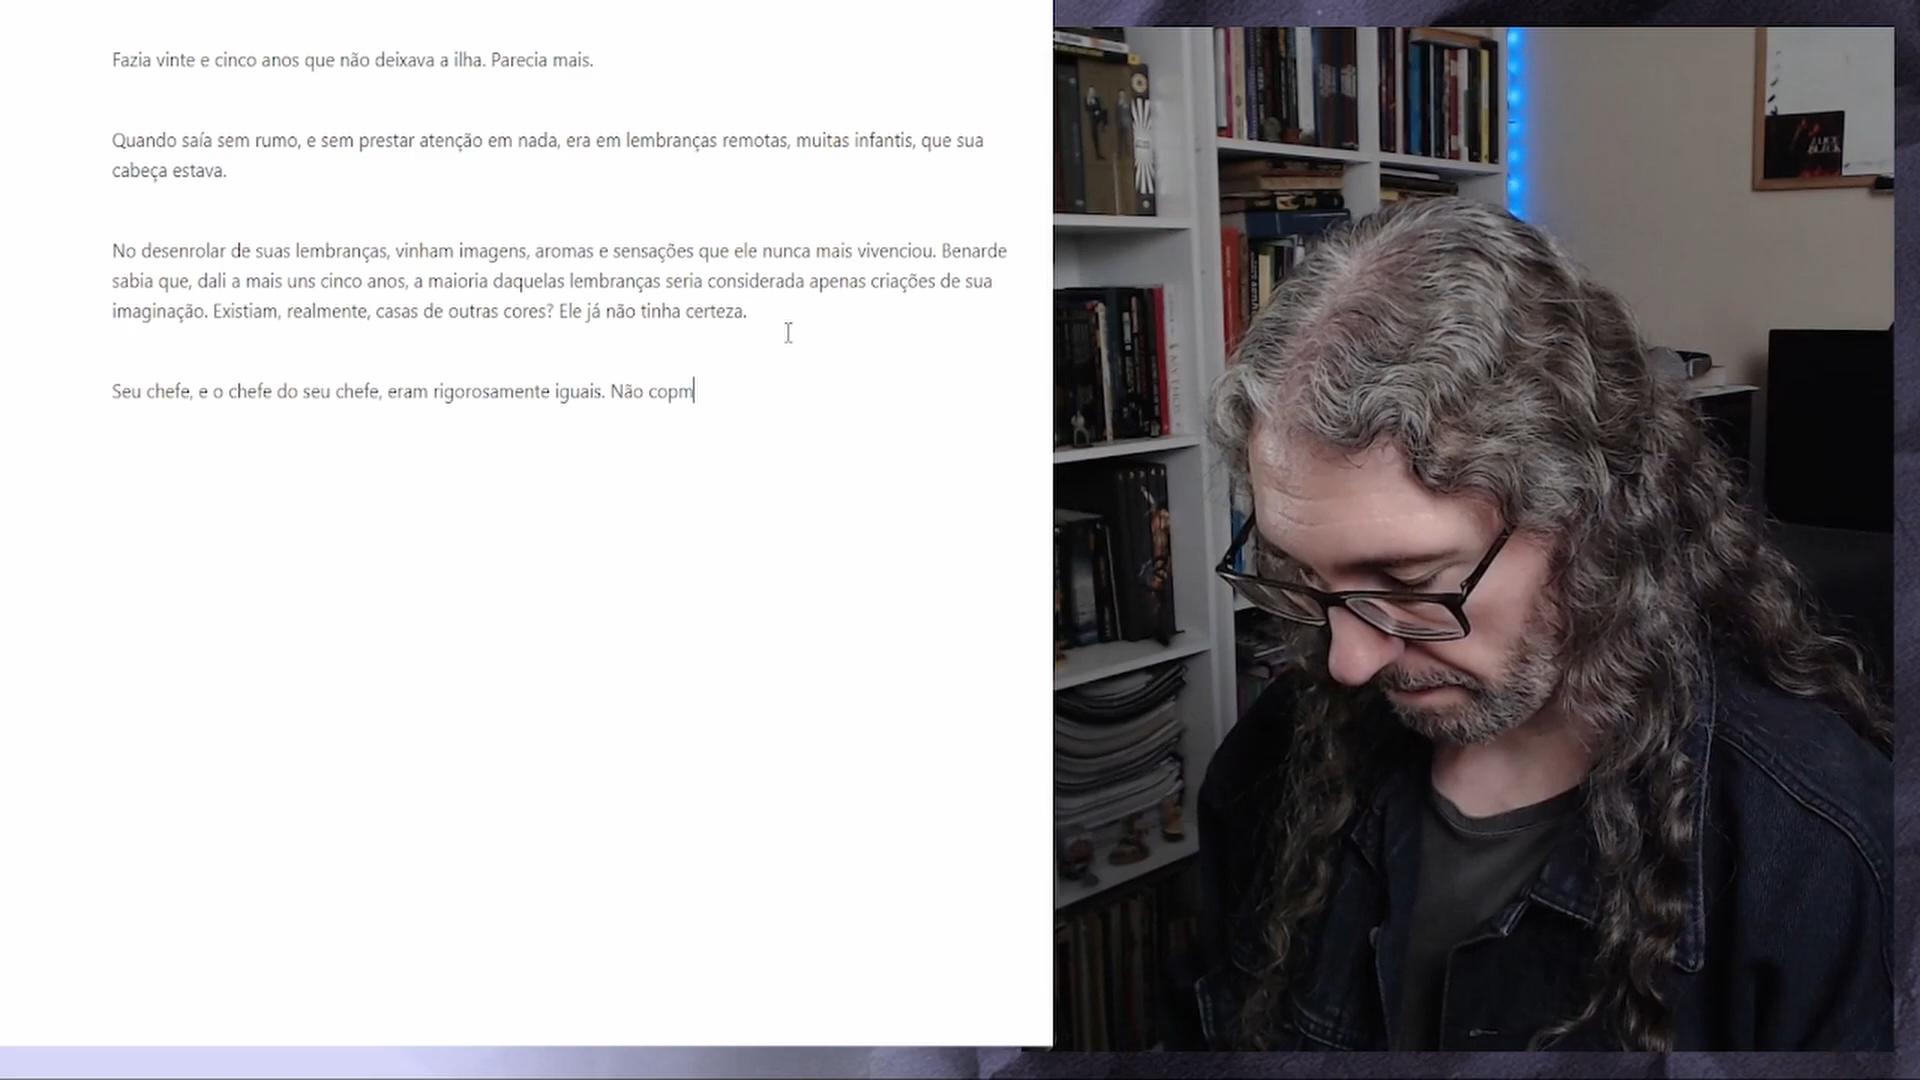 Fazia vinte e cinco anos que não deixava a ilha. Parecia mais.
Quando saía sem rumo, e sem prestar atenção em nada, era em lembranças remotas, muitas infantis, que sua
cabeça estava.
No desenrolar de suas lembranças, vinham imagens, aromas e sensações que ele nunca mais vivenciou. Benarde
sabia que, dali a mais uns cinco anos, a maioria daquelas lembranças seria considerada apenas criações de sua
imaginação. Existiam, realmente, casas de outras cores? Ele já não tinha certeza.
Seu chefe, e o chefe do seu chefe, eram rigorosamente iguais. Não copm